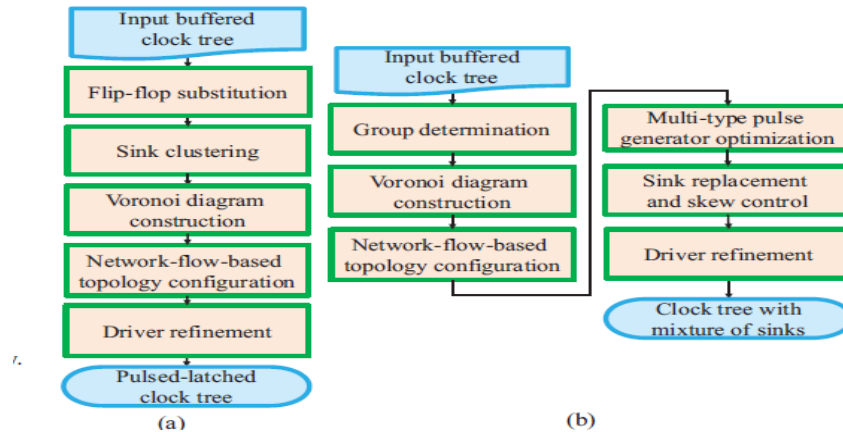 Input buffered
clock tree
Flip-flop substitution
Sink clustering
Voronoi diagram
construction
Network-flow-based
topology configuration
Driver refinement
Pulsed-latched
clock tree
(a)
Input buffered
clock tree
Group determination
Voronoi diagram
construction
Network-flow-based
topology configuration
Multi-type pulse
generator optimization
Sink replacement
and skew control
Driver refinement
Clock tree with
mixture of sinks
(b)